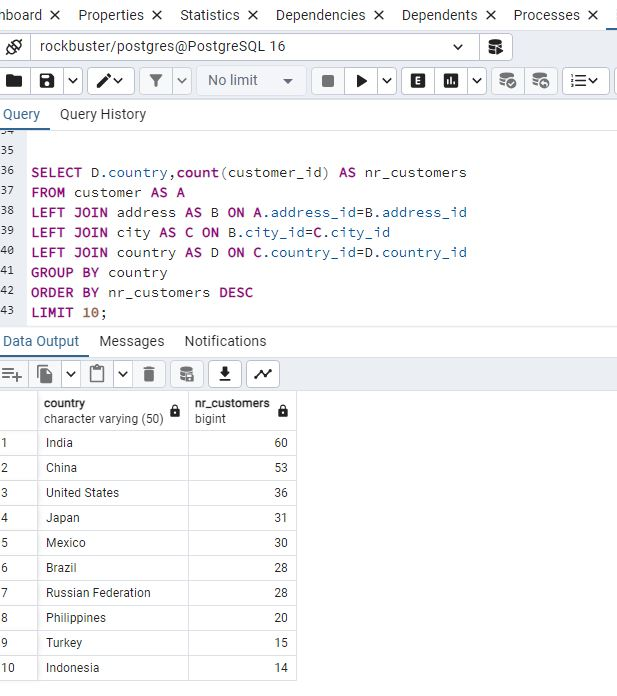 hboard Properties Statistics Dependencies Dependents Processes
rockbuster/postgres@PostgreSQL 16
No limit E
Query Query History
35
36 SELECT D.country,count(customer_id) AS nr_customers
37 FROM customer AS A
38 LEFT JOIN address AS B ON A.address_id=B.address_id
39 LEFT JOIN city AS C ON B.city_id=C.city_id
40 LEFT JOIN country AS D ON C.country_id=D.country_id
41 GROUP BY country
42 ORDER BY nr_customers DESC
43 LIMIT 10;
Data Output Messages Notifications
country nr_customers
character varying (50) bigint
1 India 60
2 China 53
3 United States 36
4 Japan 31
5 Mexico 30
6 Brazil 28
7 Russian Federation 28
8 Philippines 20
9 Turkey 15
10 Indonesia 14